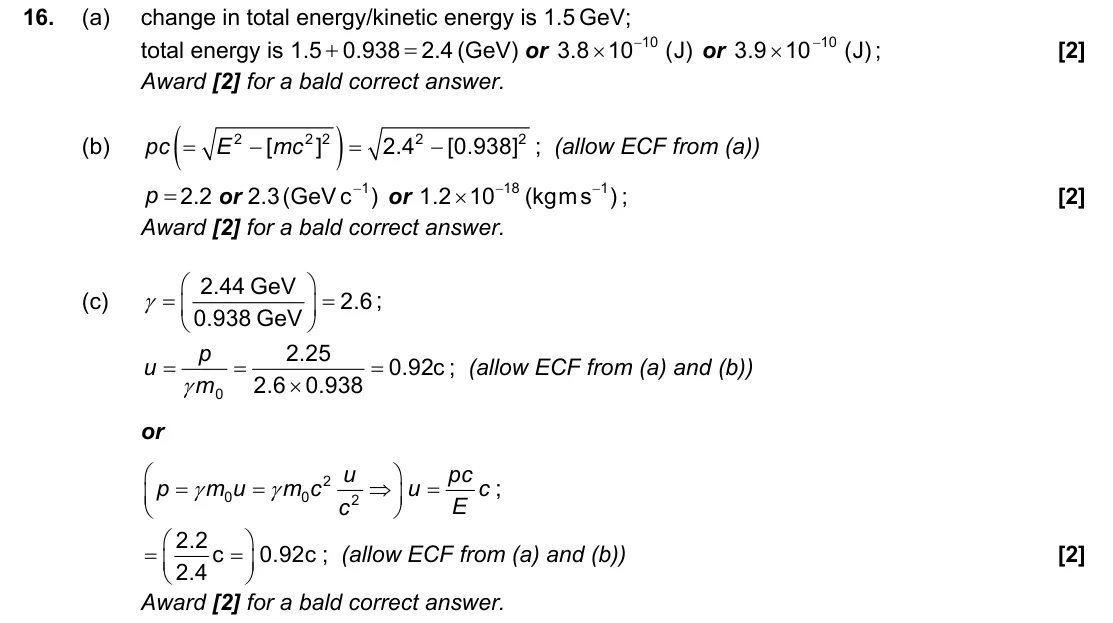 16. (a) change in total energy/kinetic energy is 1.5 GeV;
total energy is 1.5 + 0.938 = 2.4 (GeV) or 3.8 × 10⁻¹⁰ (J) or 3.9 × 10⁻¹⁰ (J); [2]
Award [2] for a bald correct answer.
(b) pc(= √(E² − [mc²]²)) = √(2.4² − [0.938]²); (allow ECF from (a))
p = 2.2 or 2.3 (GeV c⁻¹) or 1.2 × 10⁻¹⁸ (kg m s⁻¹); [2]
Award [2] for a bald correct answer.
(c) γ = (2.44 GeV / 0.938 GeV) = 2.6;
u = p / γm₀ = 2.25 / 2.6 × 0.938 = 0.92c; (allow ECF from (a) and (b))
or
(p = γm₀u = γm₀c² u/c² ⇒) u = pc/E c;
= (2.2/2.4 c =) 0.92c; (allow ECF from (a) and (b)) [2]
Award [2] for a bald correct answer.